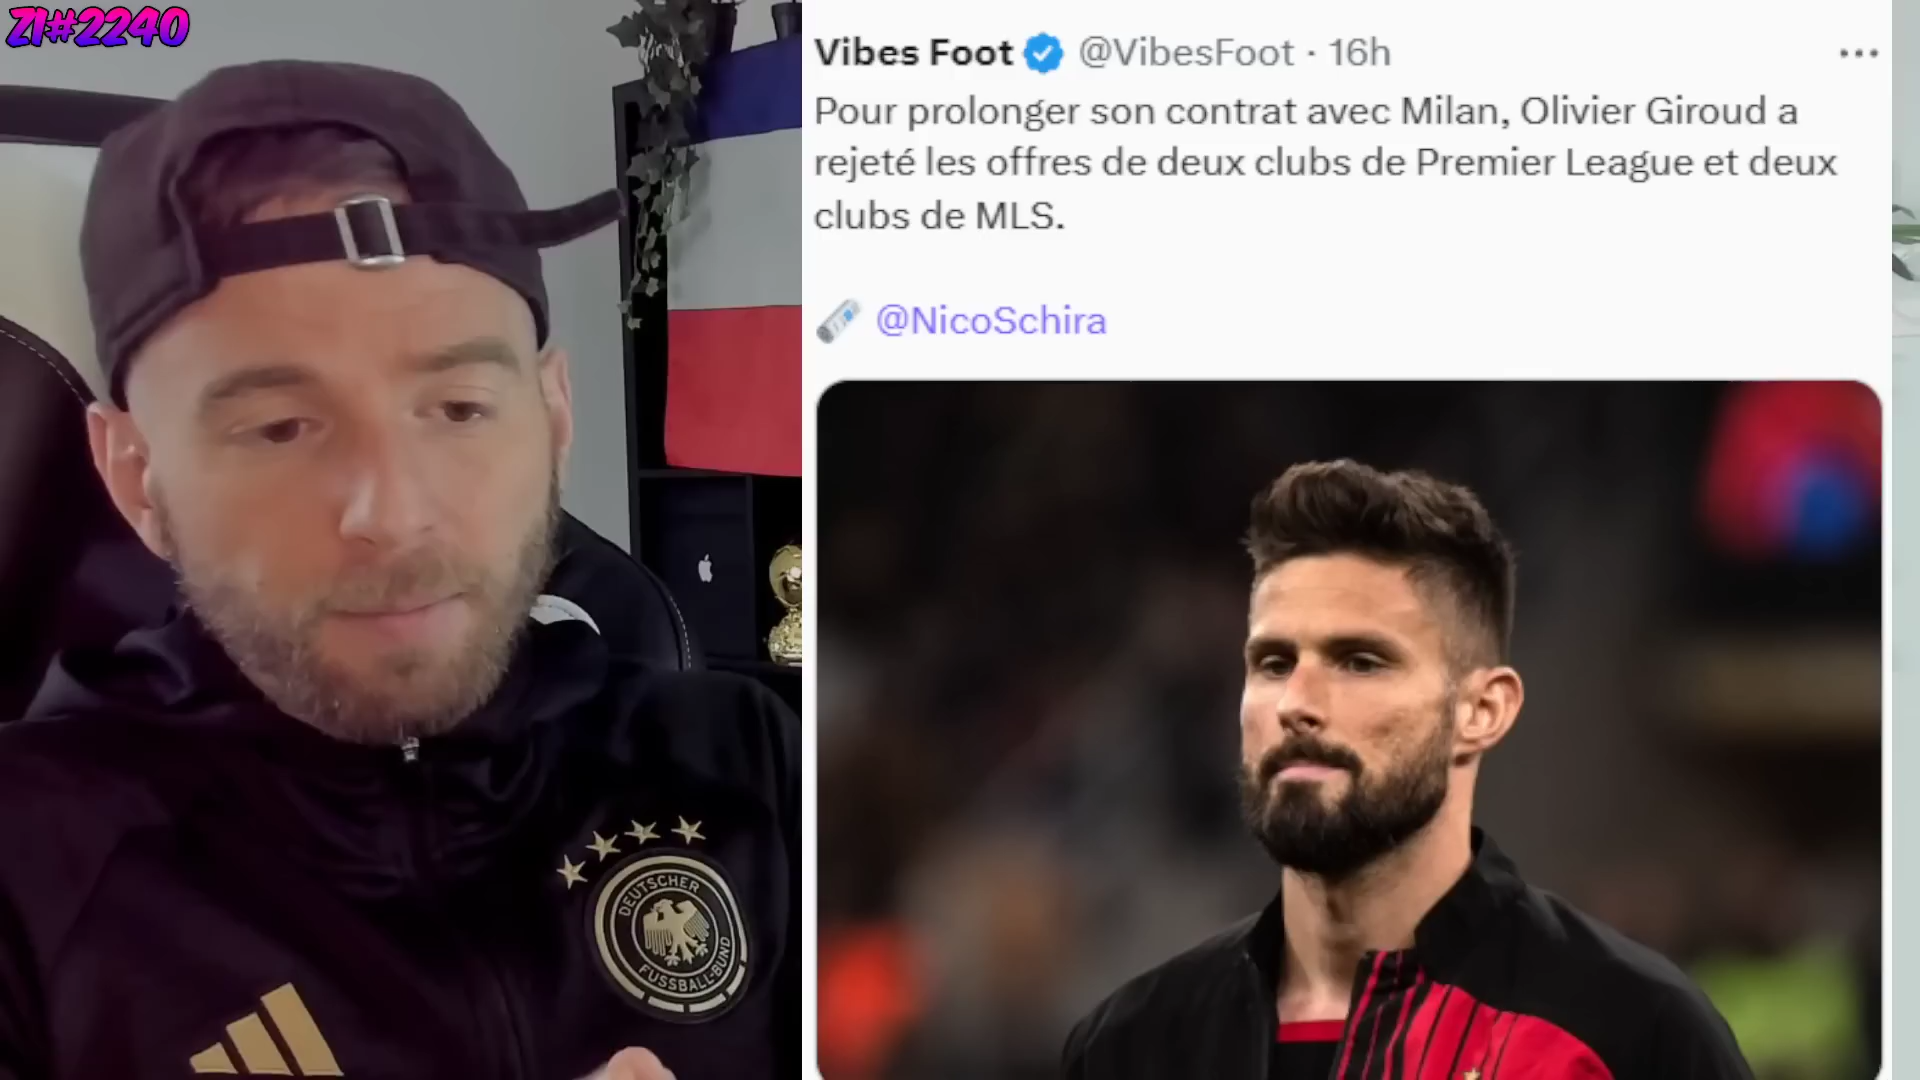 ZI#2240
Vibes Foot @VibesFoot · 16h
Pour prolonger son contrat avec Milan, Olivier Giroud a
rejeté les offres de deux clubs de Premier League et deux
clubs de MLS.
@NicoSchira
DEUTSCHER
FUSSBALL-BUND